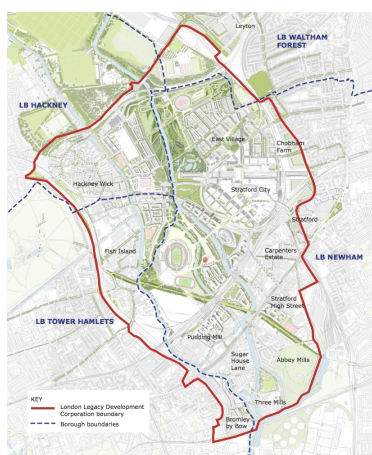 Leyton
LB WALTHAM
FOREST
LB HACKNEY
East Village
Chobham
Farm
Hackney Wick
Stratford City
Stratford
Fish Island
Carpenters
Estate
LB NEWHAM
Stratford
High Street
LB TOWER HAMLETS
Pudding Mill
Sugar
House
Lane
Abbey Mills
Three Mills
Bromley
by Bow
KEY
London Legacy Development
Corporation boundary
Borough boundaries